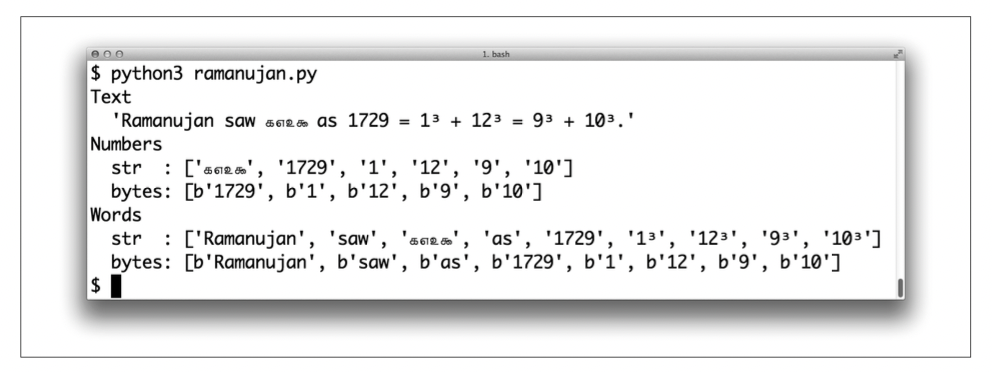 1. bash
$ python3 ramanujan.py
Text
  'Ramanujan saw ௧௭௨௯ as 1729 = 1³ + 12³ = 9³ + 10³.'
Numbers
  str  : ['௧௭௨௯', '1729', '1', '12', '9', '10']
  bytes: [b'1729', b'1', b'12', b'9', b'10']
Words
  str  : ['Ramanujan', 'saw', '௧௭௨௯', 'as', '1729', '1³', '12³', '9³', '10³']
  bytes: [b'Ramanujan', b'saw', b'as', b'1729', b'1', b'12', b'9', b'10']
$